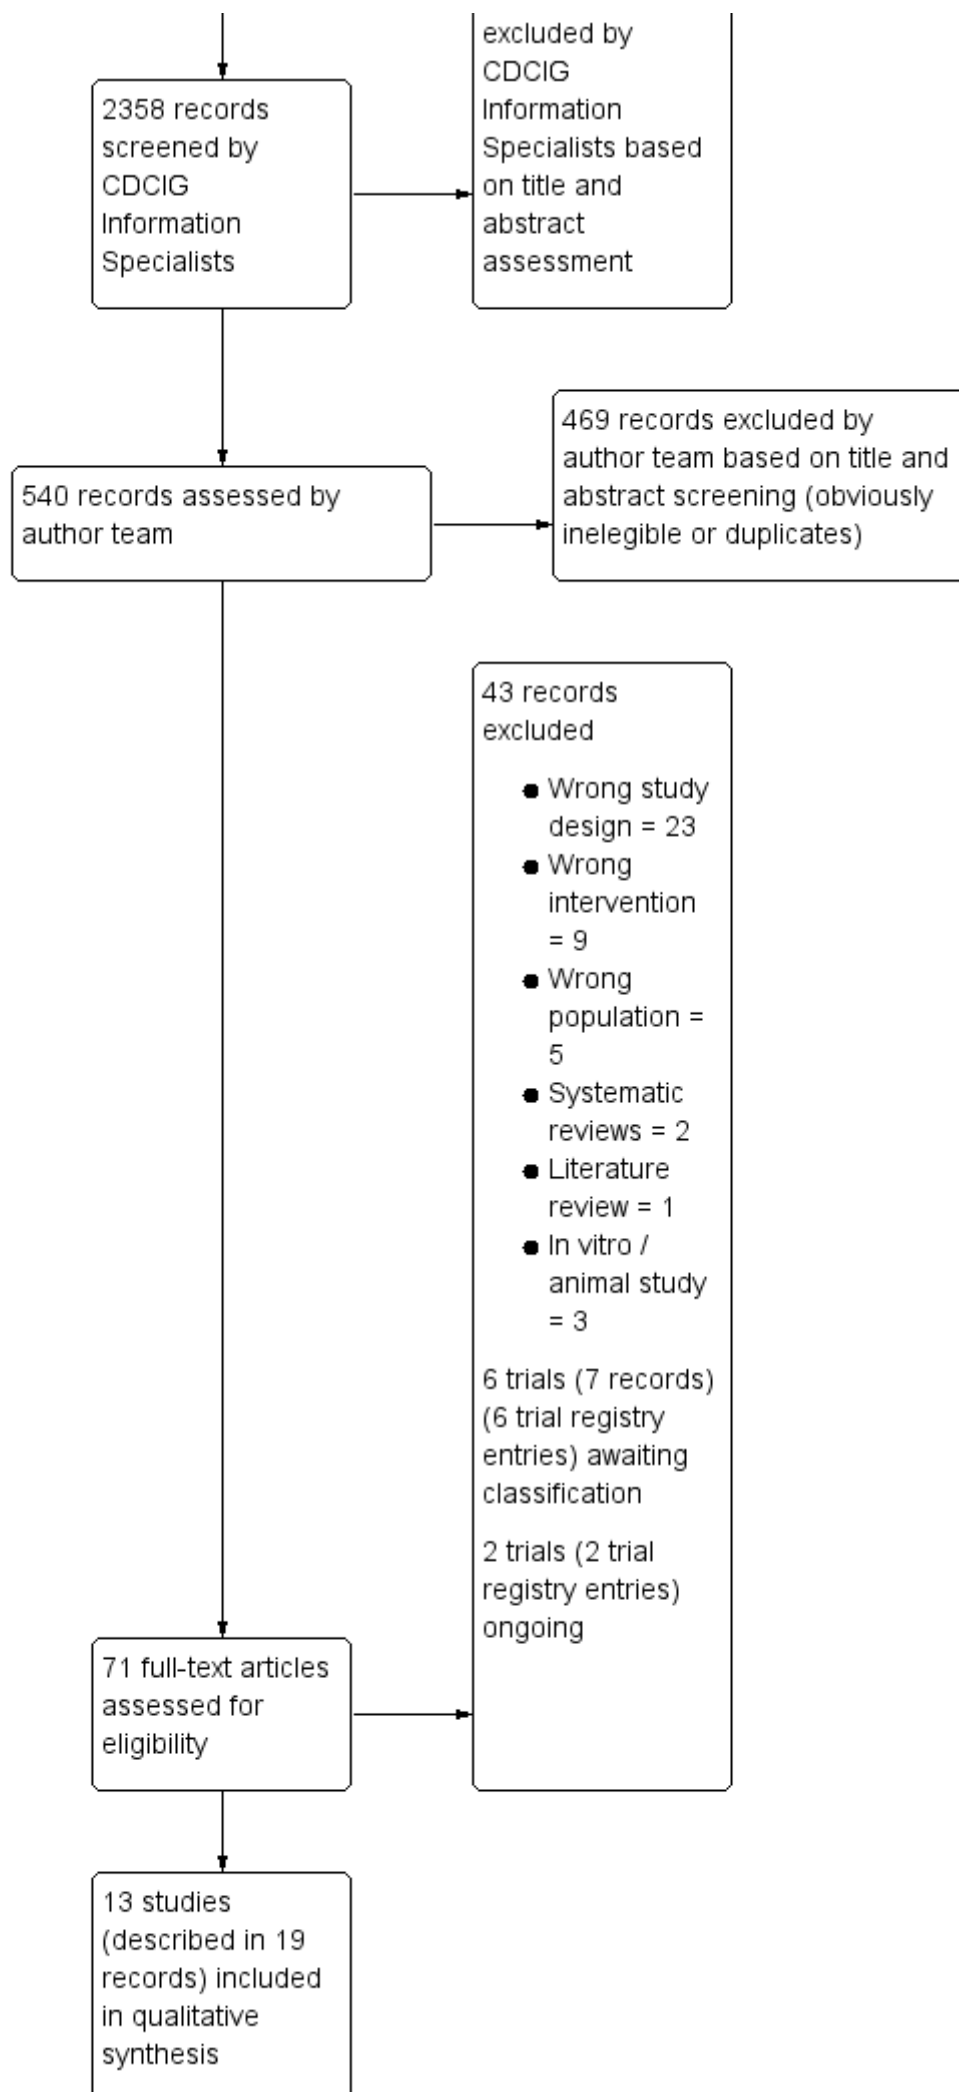 excluded by
CDCIG
Information
Specialists based
on title and
abstract
assessment
2358 records
screened by
CDCIG
Information
Specialists
469 records excluded by
author team based on title and
abstract screening (obviously
inelegible or duplicates)
540 records assessed by
author team
43 records
excluded
● Wrong study
design = 23
● Wrong
intervention
= 9
● Wrong
population =
5
● Systematic
reviews = 2
● Literature
review = 1
● In vitro /
animal study
= 3
6 trials (7 records)
(6 trial registry
entries) awaiting
classification
2 trials (2 trial
registry entries)
ongoing
71 full-text articles
assessed for
eligibility
13 studies
(described in 19
records) included
in qualitative
synthesis